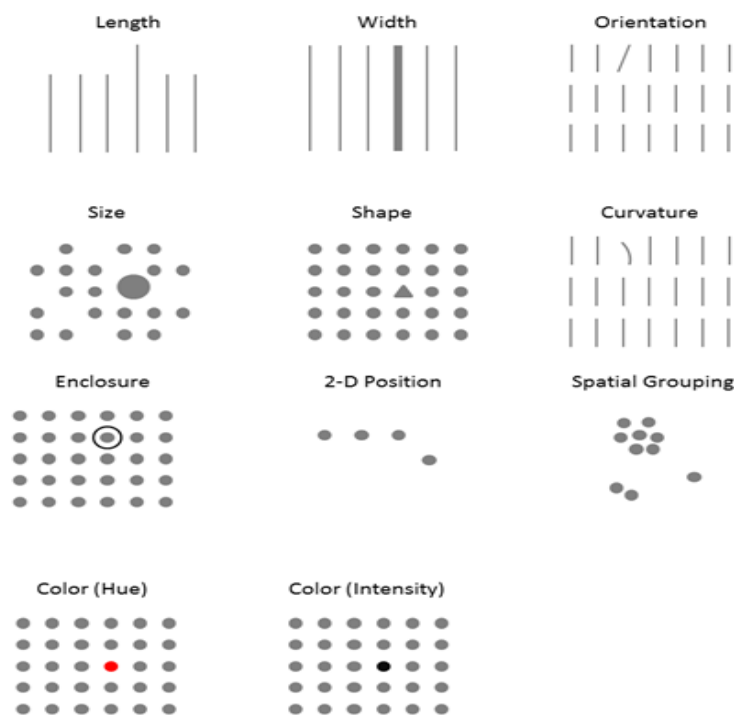 Length
Width
Orientation
Size
Shape
Curvature
Enclosure
2-D Position
Spatial Grouping
Color (Hue)
Color (Intensity)